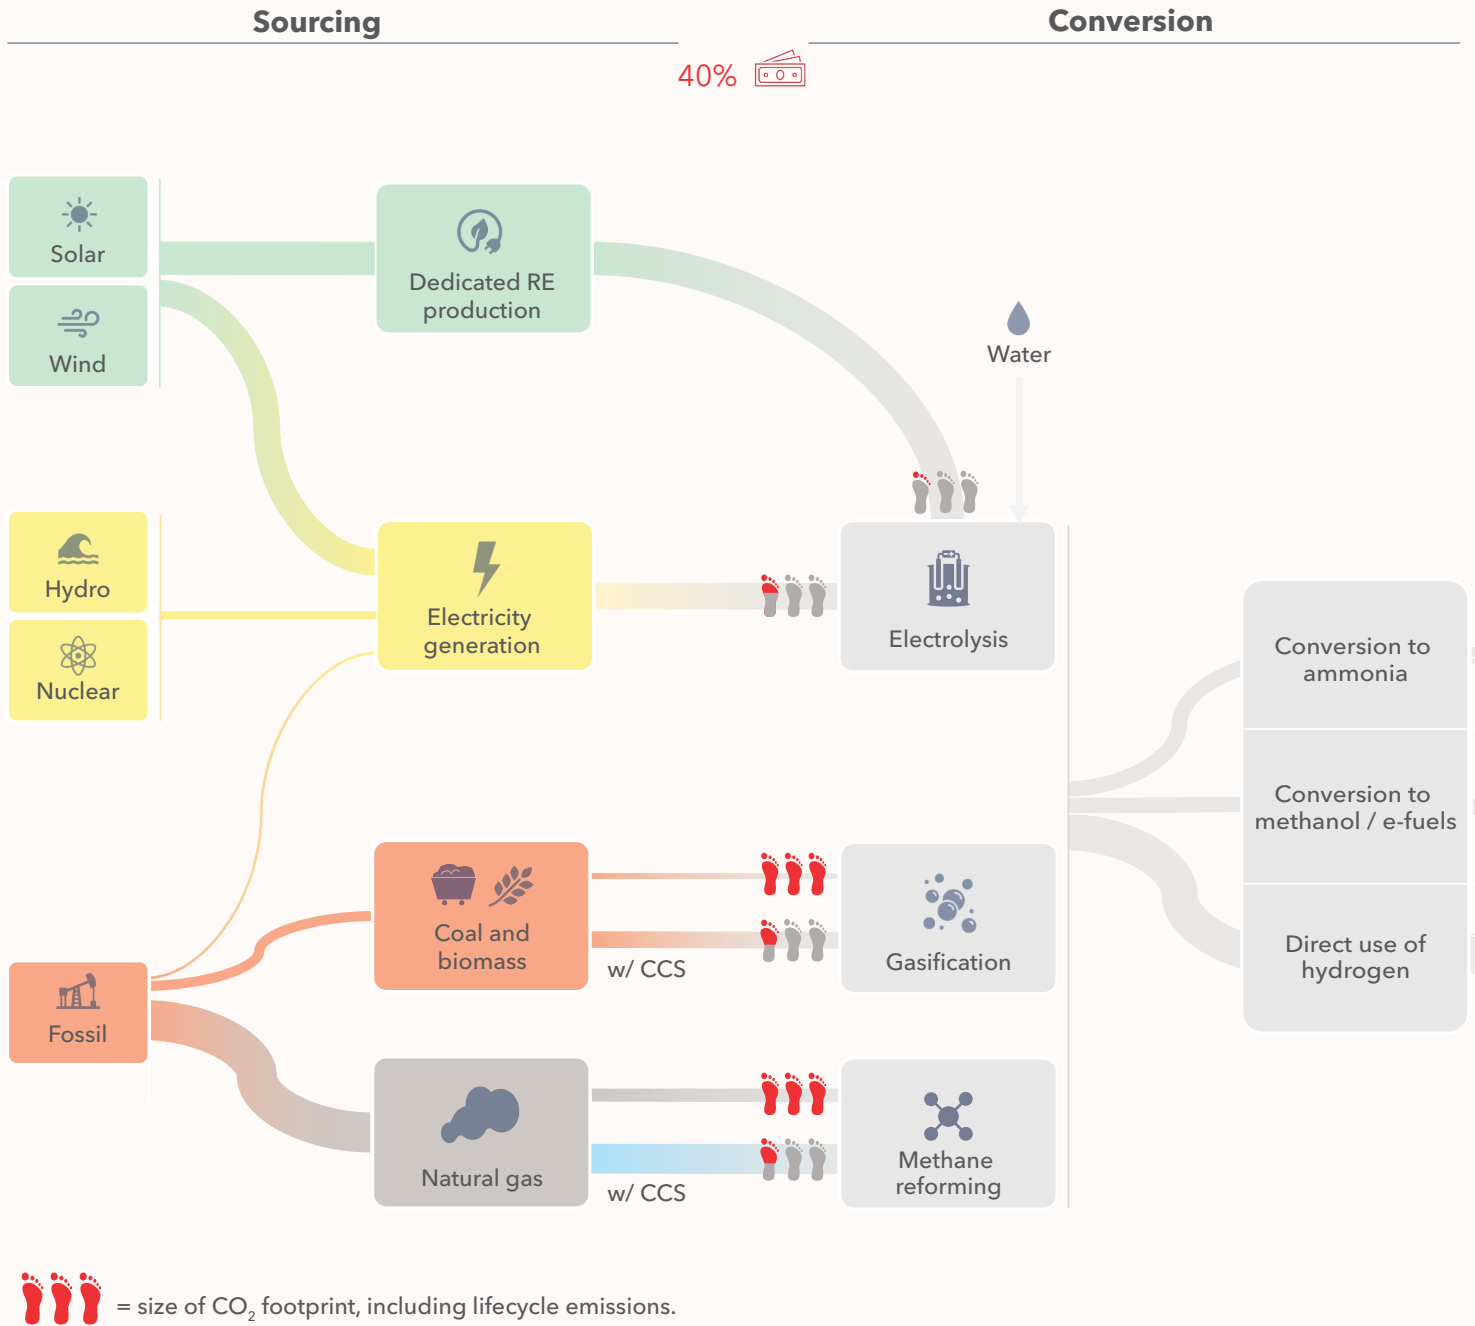 Sourcing
Conversion
40%
Solar
Wind
Dedicated RE
production
Water
Hydro
Nuclear
Electricity
generation
Electrolysis
Conversion to
ammonia
Conversion to
methanol / e-fuels
Direct use of
hydrogen
Coal and
biomass
w/ CCS
Gasification
Fossil
Natural gas
w/ CCS
Methane
reforming
= size of CO₂ footprint, including lifecycle emissions.